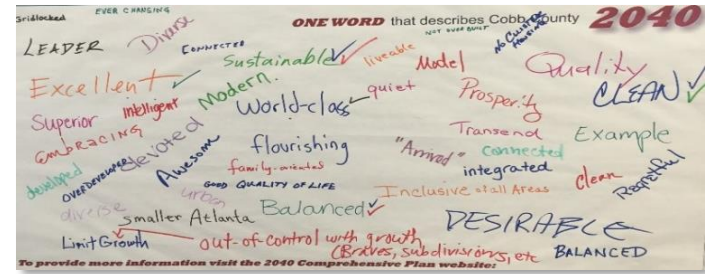 Gridlocked
EVER CHANGING
ONE WORD that describes Cobb County 2040
NOT OVER BUILT
NO CLUSTER HOUSING
LEADER
Diverse
CONNECTED
Sustainable
liveable
Model
Quality
Excellent
Modern.
quiet
Prosperity
CLEAN
Superior
Intelligent
World-class
EMBRACING
devoted
Awesome
flourishing
"Arrived"
Transend
connected
Example
developed
OVERDEVELOPED
family-oriented
integrated
Clean
Regretful
diverse
urban
GOOD QUALITY OF LIFE
Inclusive of all Areas
smaller Atlanta
Balanced
DESIRABLE
Limit Growth
out-of-control with growth
(Braves, subdivisions, etc
BALANCED
To provide more information visit the 2040 Comprehensive Plan website: